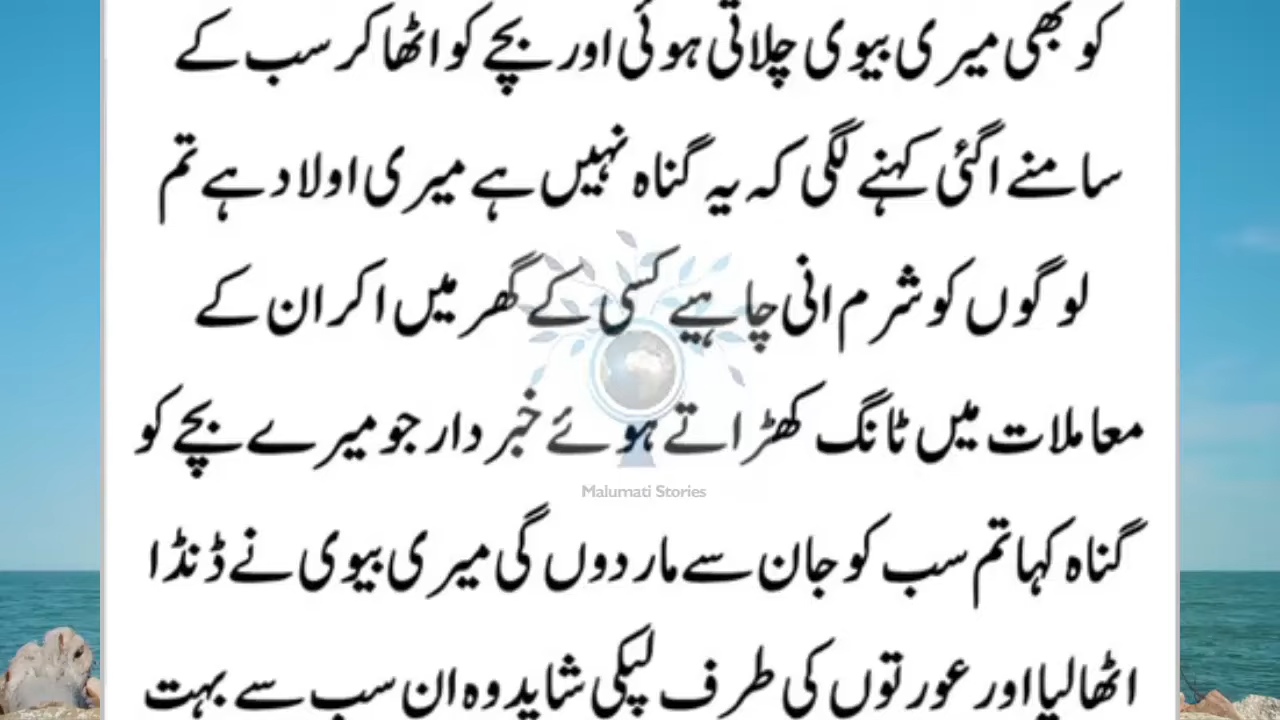 کو بھی میری بیوی چلاتی ہوئی اور بچے کو اٹھا کر سب کے
سامنے اگئی کہنے لگی کہ یہ گناہ نہیں ہے میری اولاد ہے تم
لوگوں کو شرم انی چاہیے کسی کے گھر میں اکر ان کے
معاملات میں ٹانگ کھڑاتے ہوئے خبردار جو میرے بچے کو
Malumati Stories
گناہ کہا تم سب کو جان سے مار دوں گی میری بیوی نے ڈنڈا
اٹھا لیا اور عورتوں کی طرف لپکی شاید وہ ان سب سے بہت